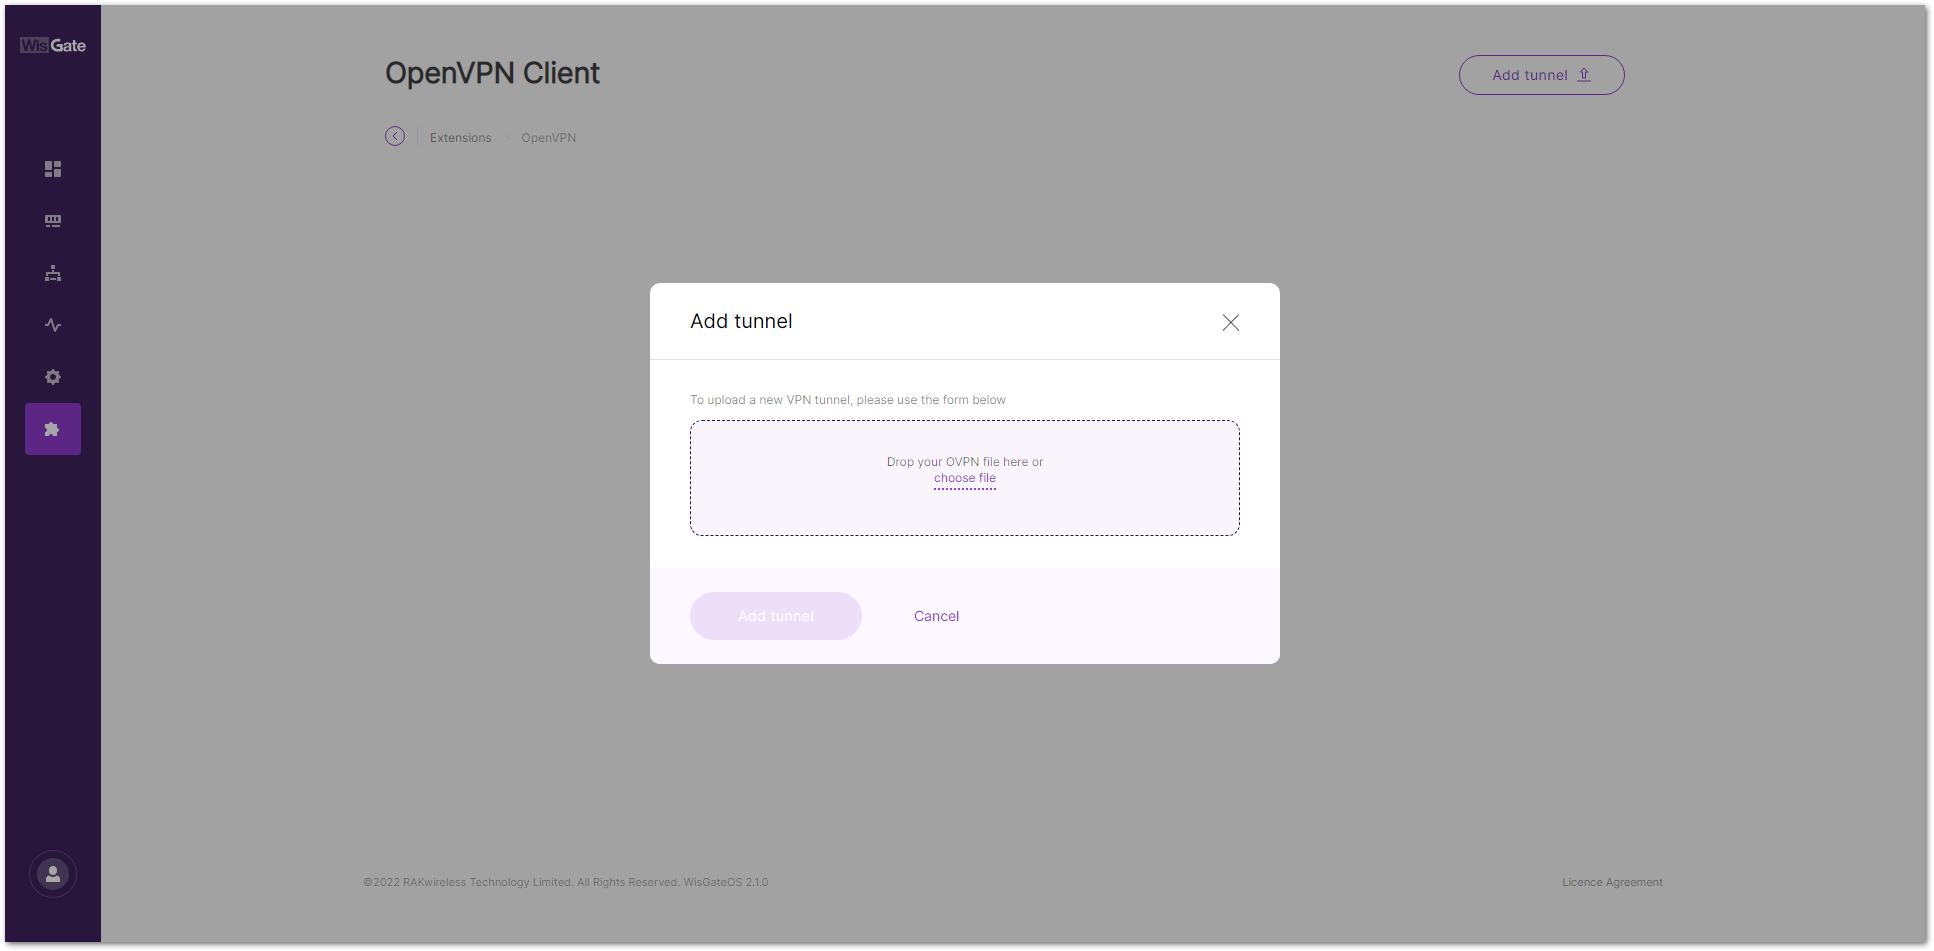 WisGate
OpenVPN Client
Add tunnel
Extensions
OpenVPN
Add tunnel
To upload a new VPN tunnel, please use the form below
Drop your OVPN file here or
choose file
Add tunnel
Cancel
©2022 RAKwireless Technology Limited. All Rights Reserved. WisGateOS 2.1.0
Licence Agreement